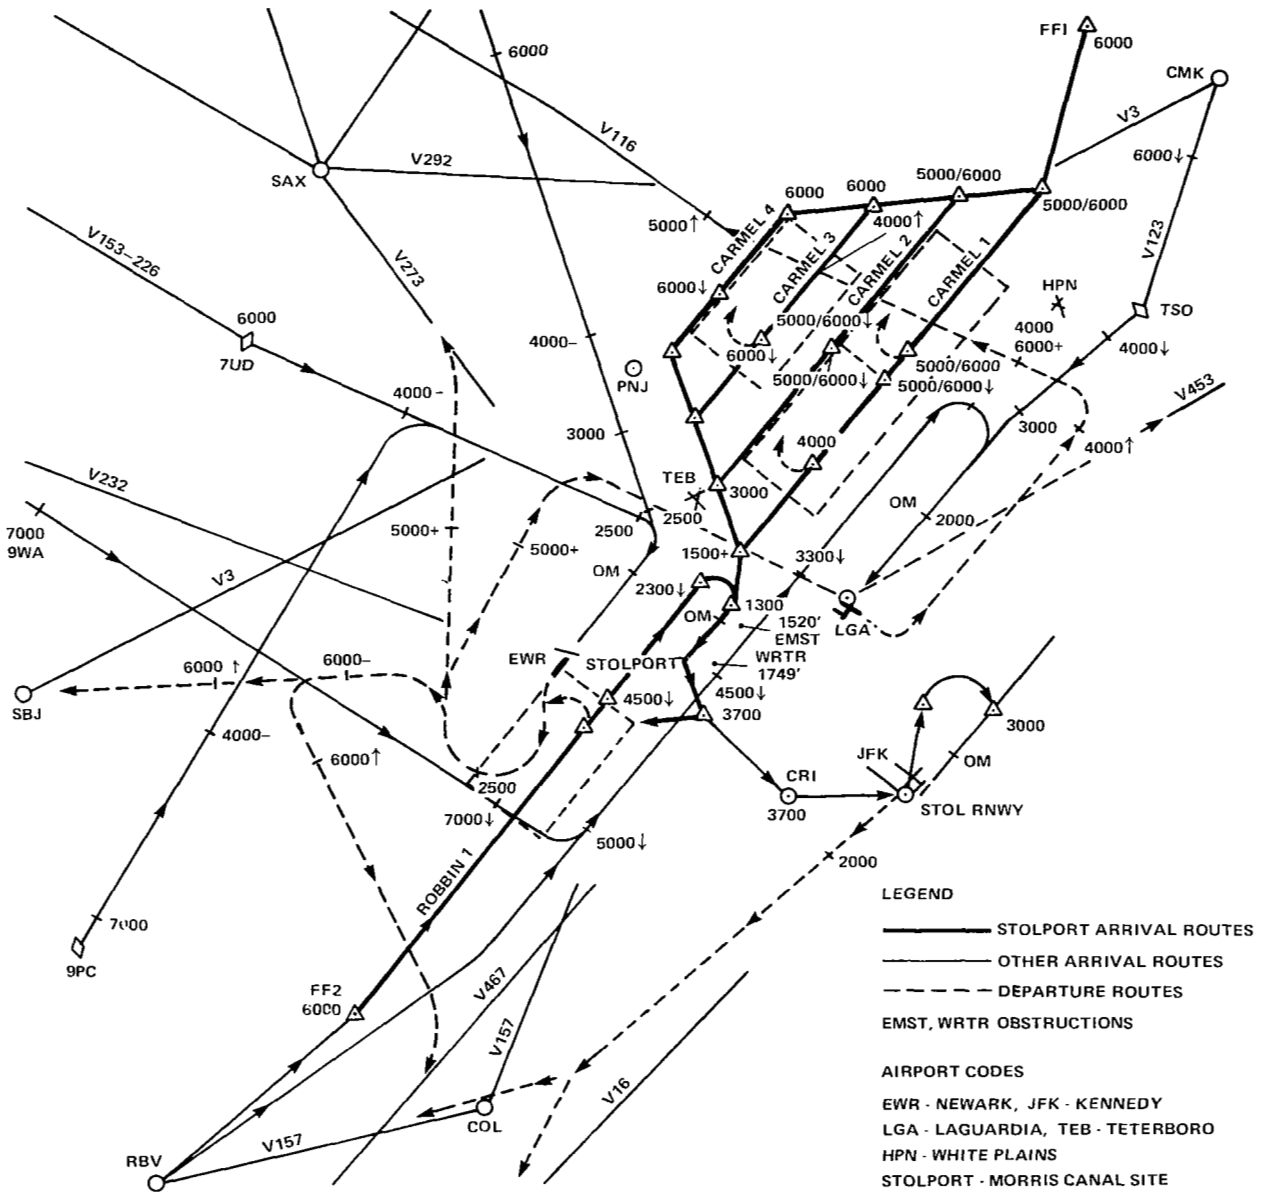 FFI
6000
6000
CMK
V3
V116
6000↓
V292
SAX
5000/6000
6000
6000
5000/6000
5000↑
4000↑
CARMEL 4
CARMEL 3
CARMEL 2
CARMEL 1
V123
V153-226
V273
HPN
6000↓
TSO
6000
5000/6000↓
4000
6000+
7UD
4000-
4000↓
6000↓
5000/6000
PNJ
5000/6000↓
5000/6000↓
V453
4000-
3000
3000
4000
4000↑
V232
TEB
3000
OM
7000
9WA
5000+
2500
2500
2000
5000+
1500+
3300↓
V3
OM
2300↓
OM
1300
1520'
EMST
LGA
EWR
STOLPORT
WRTR
1749'
6000↑
6000-
4500↓
4500↓
SBJ
3700
3000
4000-
6000↑
JFK
OM
2500
CRI
7000↓
3700
STOL RNWY
5000↓
2000
ROBBIN 1
LEGEND
7000
STOLPORT ARRIVAL ROUTES
9PC
OTHER ARRIVAL ROUTES
FF2
V467
DEPARTURE ROUTES
6000
EMST, WRTR OBSTRUCTIONS
V157
AIRPORT CODES
V16
EWR - NEWARK, JFK - KENNEDY
COL
LGA - LAGUARDIA, TEB - TETERBORO
V157
HPN - WHITE PLAINS
RBV
STOLPORT - MORRIS CANAL SITE